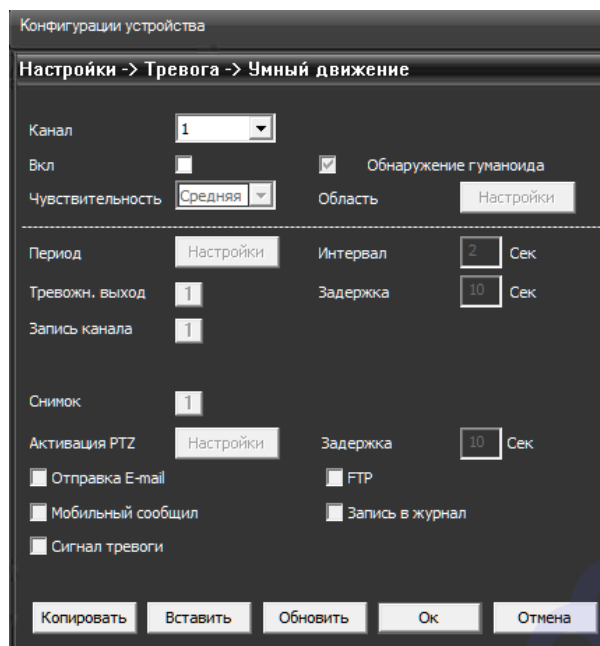 Конфигурации устройства
Настройки -> Тревога -> Умный движение
Канал 1
Вкл Обнаружение гуманоида
Чувствительность Средняя Область Настройки
Период Настройки Интервал 2 Сек
Тревожн. выход 1 Задержка 10 Сек
Запись канала 1
Снимок 1
Активация PTZ Настройки Задержка 10 Сек
Отправка E-mail FTP
Мобильный сообщил Запись в журнал
Сигнал тревоги
Копировать Вставить Обновить Ок Отмена